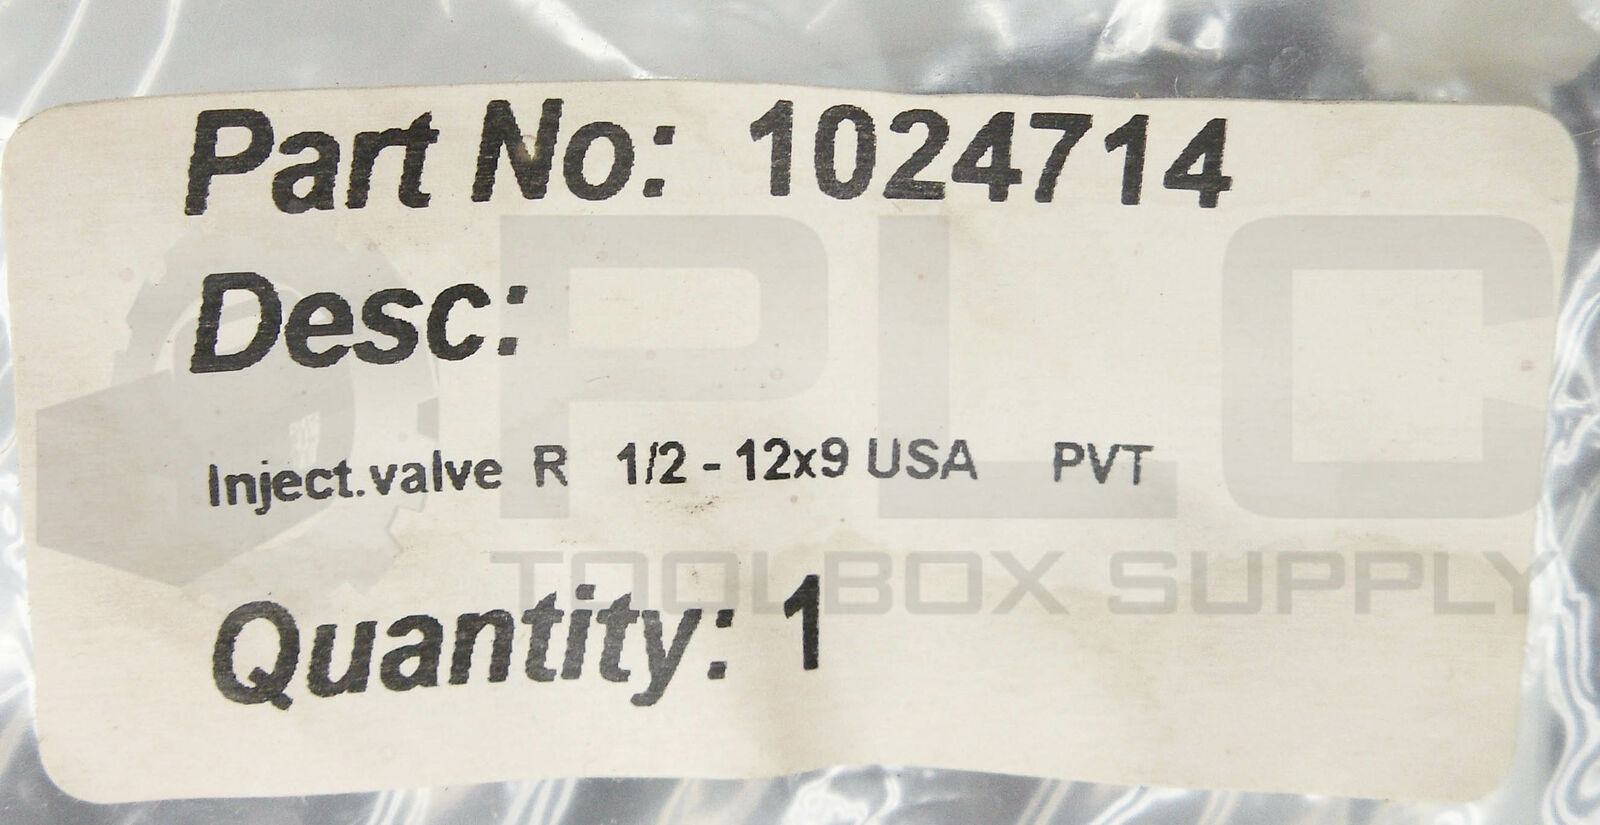 Part No: 1024714
Desc:
Inject.valve R 1/2 - 12x9 USA PVT
Quantity: 1
PLC
TOOLBOX SUPPLY